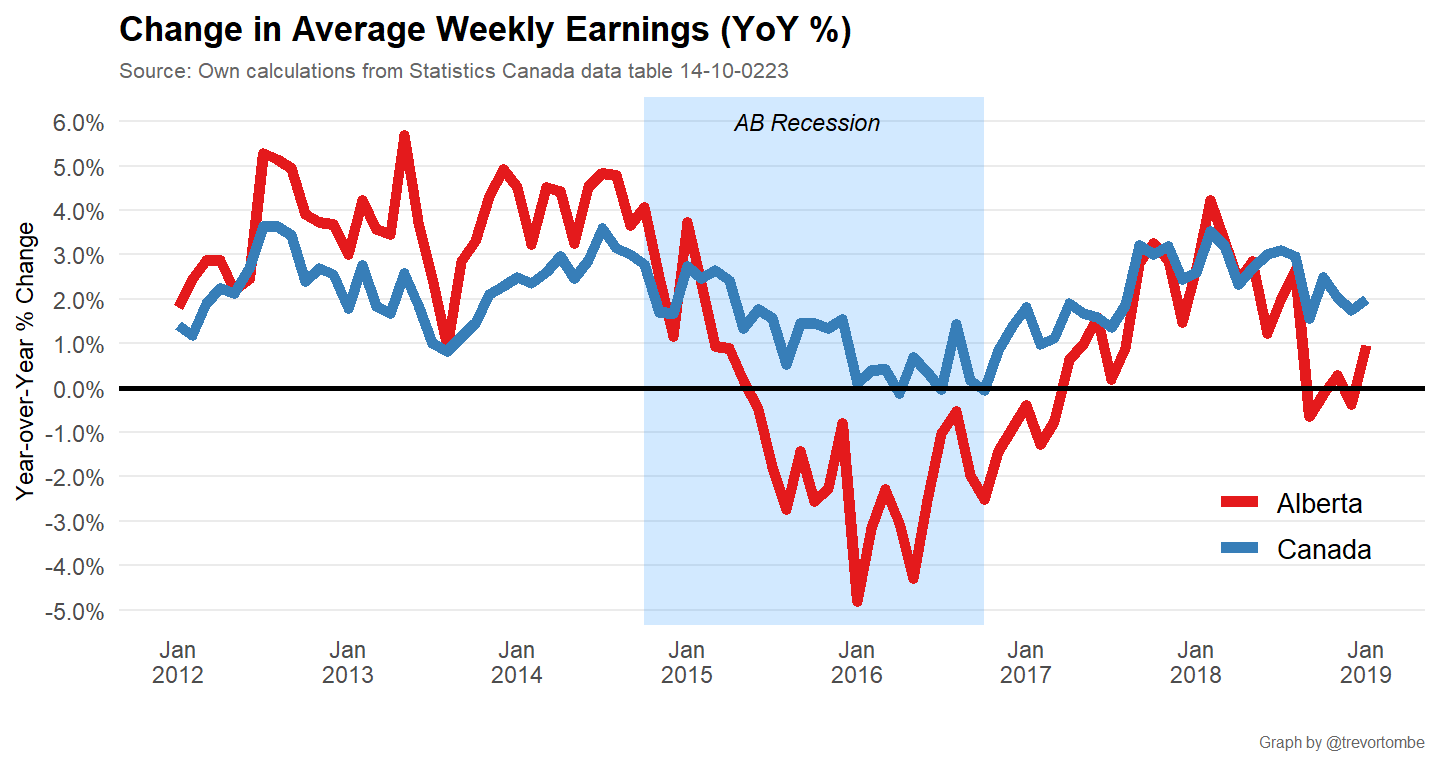 Change in Average Weekly Earnings (YoY %)
Source: Own calculations from Statistics Canada data table 14-10-0223
AB Recession
Year-over-Year % Change
6.0%
5.0%
4.0%
3.0%
2.0%
1.0%
0.0%
-1.0%
-2.0%
-3.0%
-4.0%
-5.0%
Alberta
Canada
Jan
2012
Jan
2013
Jan
2014
Jan
2015
Jan
2016
Jan
2017
Jan
2018
Jan
2019
Graph by @trevortombe